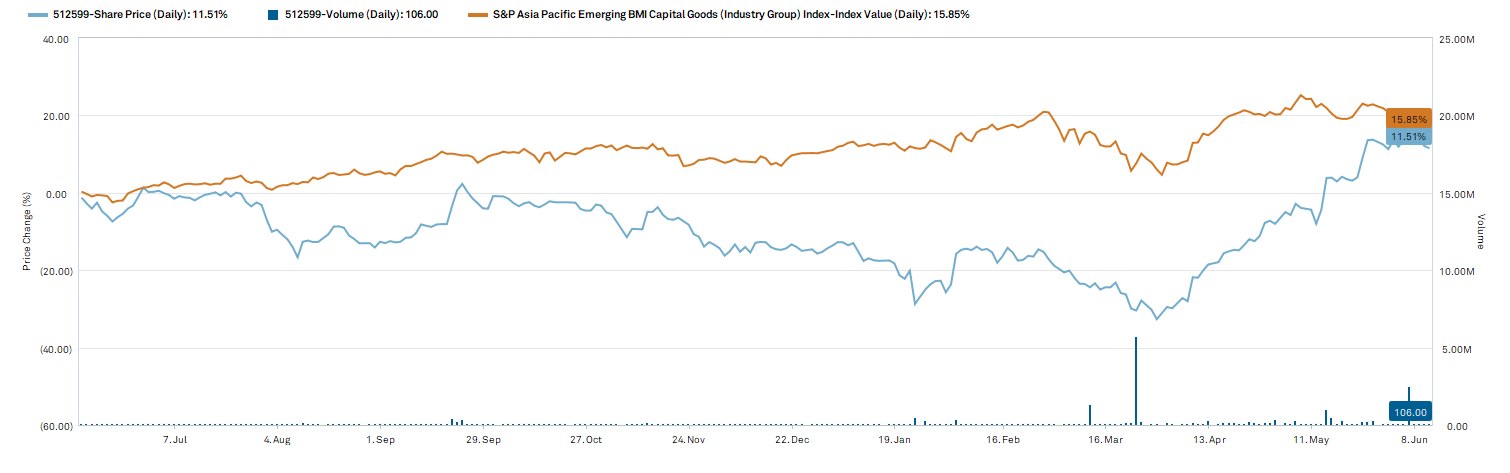 512599-Share Price (Daily): 11.51% 512599-Volume (Daily): 106.00 S&P Asia Pacific Emerging BMI Capital Goods (Industry Group) Index-Index Value (Daily): 15.85%
40.00 25.00M
20.00 20.00M
15.85%
11.51%
0.00 15.00M
Price Change (%)
Volume
(20.00) 10.00M
(40.00) 5.00M
106.00
(60.00) 0.00
7. Jul 4. Aug 1. Sep 29. Sep 27. Oct 24. Nov 22. Dec 19. Jan 16. Feb 16. Mar 13. Apr 11. May 8. Jun